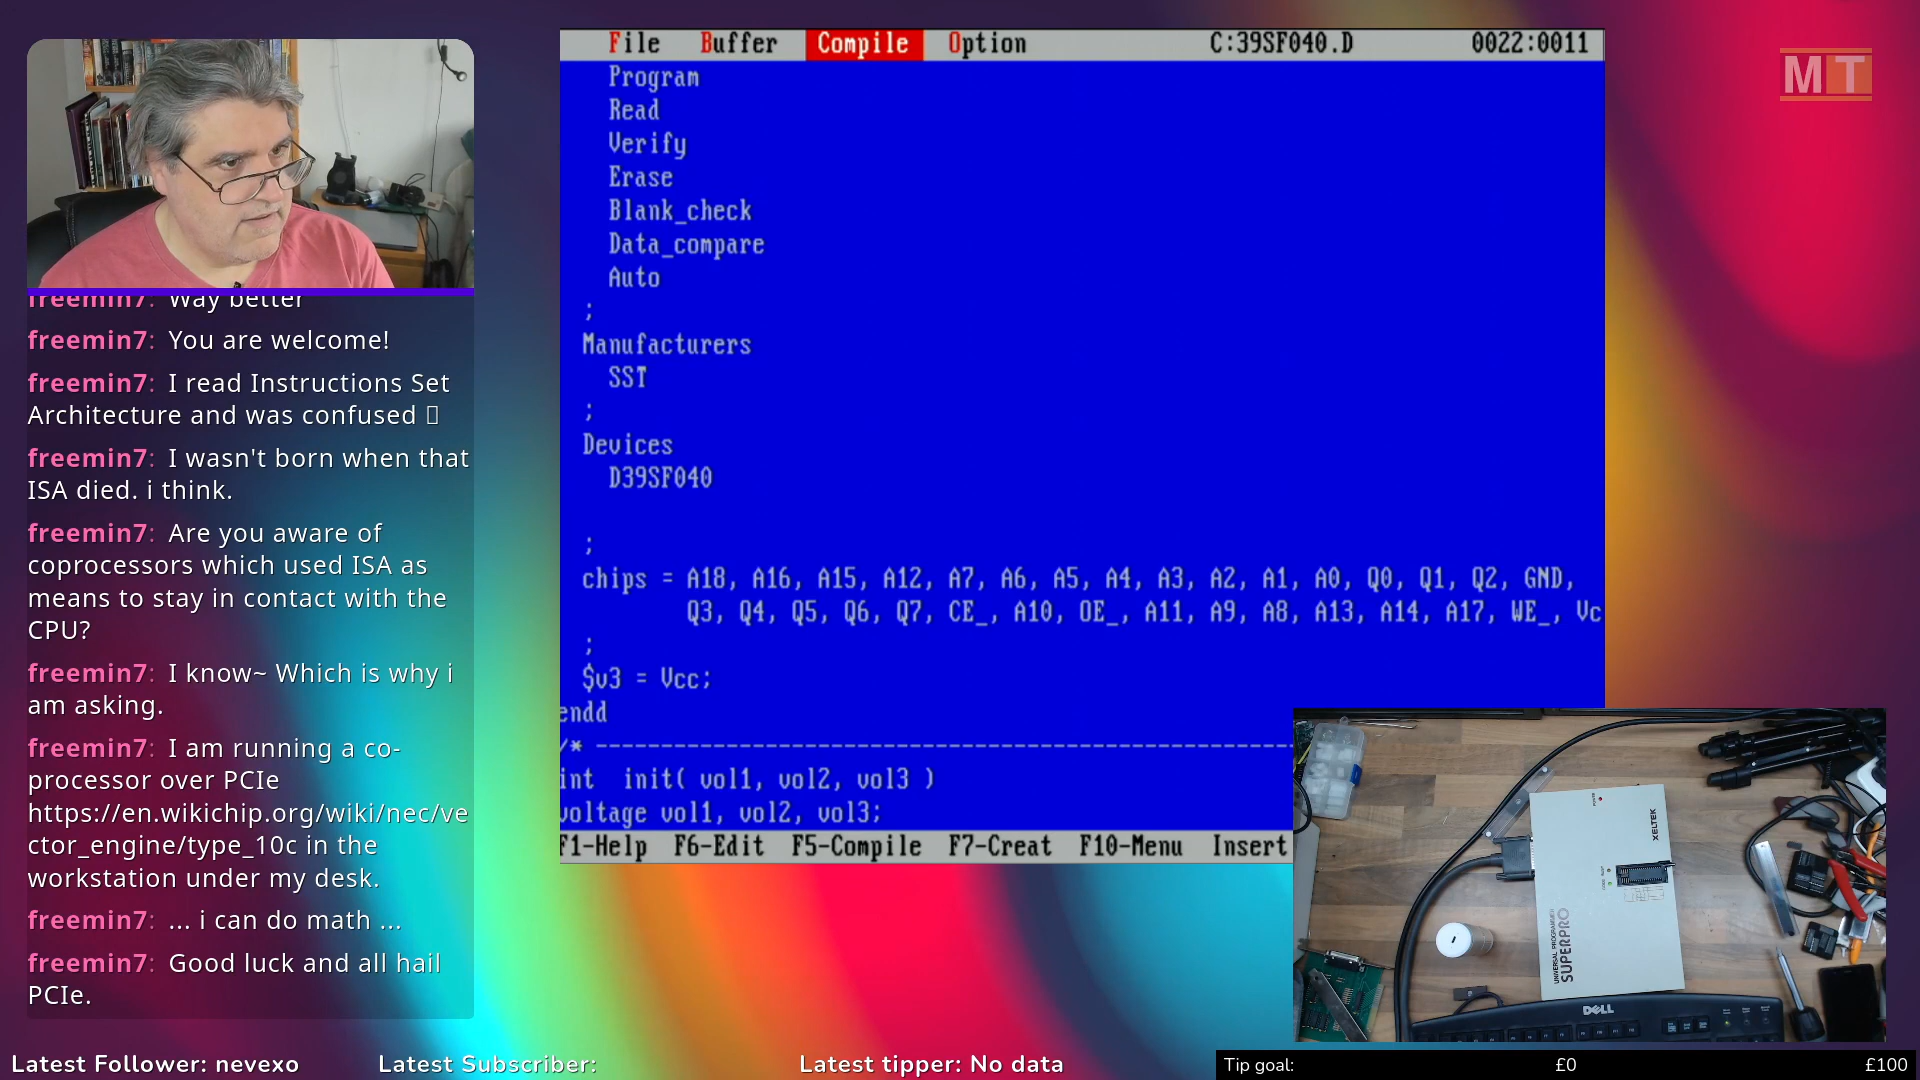 File Buffer Compile Option C:39SF040.D 0022:0011
Program
Read
Verify
Erase
Blank_check
Data_compare
Auto
;
Manufacturers
SST
;
Devices
D39SF040
;
chips = A18, A16, A15, A12, A7, A6, A5, A4, A3, A2, A1, A0, Q0, Q1, Q2, GND,
Q3, Q4, Q5, Q6, Q7, CE_, A10, OE_, A11, A9, A8, A13, A14, A17, WE_, Vc
;
$v3 = Vcc;
endd
/* ------------------------------------------------------
int init( vol1, vol2, vol3 )
voltage vol1, vol2, vol3;
F1-Help F6-Edit F5-Compile F7-Creat F10-Menu Insert
MT
freemin7: Way better
freemin7: You are welcome!
freemin7: I read Instructions Set
Architecture and was confused
freemin7: I wasn't born when that
ISA died. i think.
freemin7: Are you aware of
coprocessors which used ISA as
means to stay in contact with the
CPU?
freemin7: I know~ Which is why i
am asking.
freemin7: I am running a co-
processor over PCIe
https://en.wikichip.org/wiki/nec/ve
ctor_engine/type_10c in the
workstation under my desk.
freemin7: ... i can do math ...
freemin7: Good luck and all hail
PCIe.
XELTEK
UNIVERSAL PROGRAMMER
SUPERPRO
DELL
Latest Follower: nevexo Latest Subscriber: Latest tipper: No data Tip goal: £0 £100